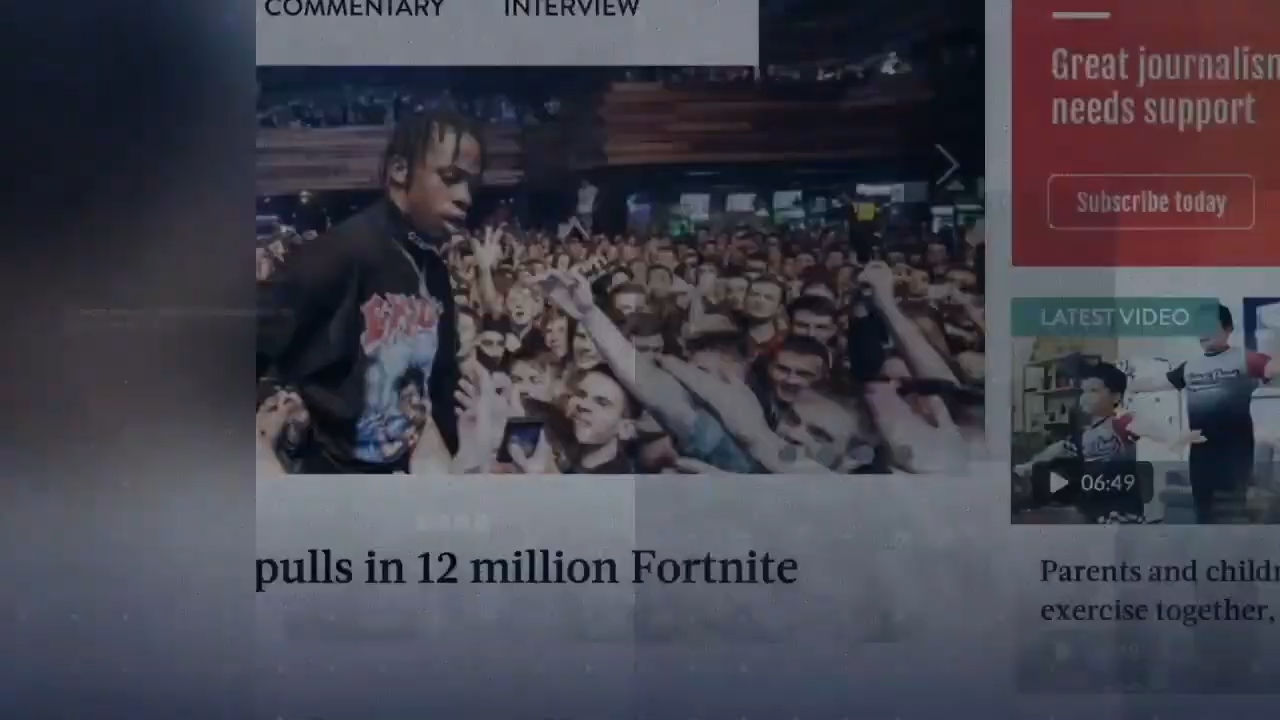 COMMENTARY INTERVIEW
Great journalism
needs support
Subscribe today
LATEST VIDEO
06:49
pulls in 12 million Fortnite
Parents and childr
exercise together,